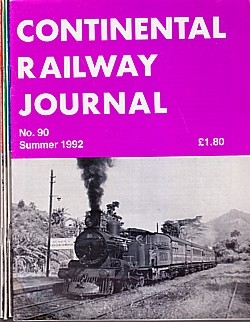 CONTINENTAL
RAILWAY
JOURNAL
No. 90
Summer 1992
£1.80